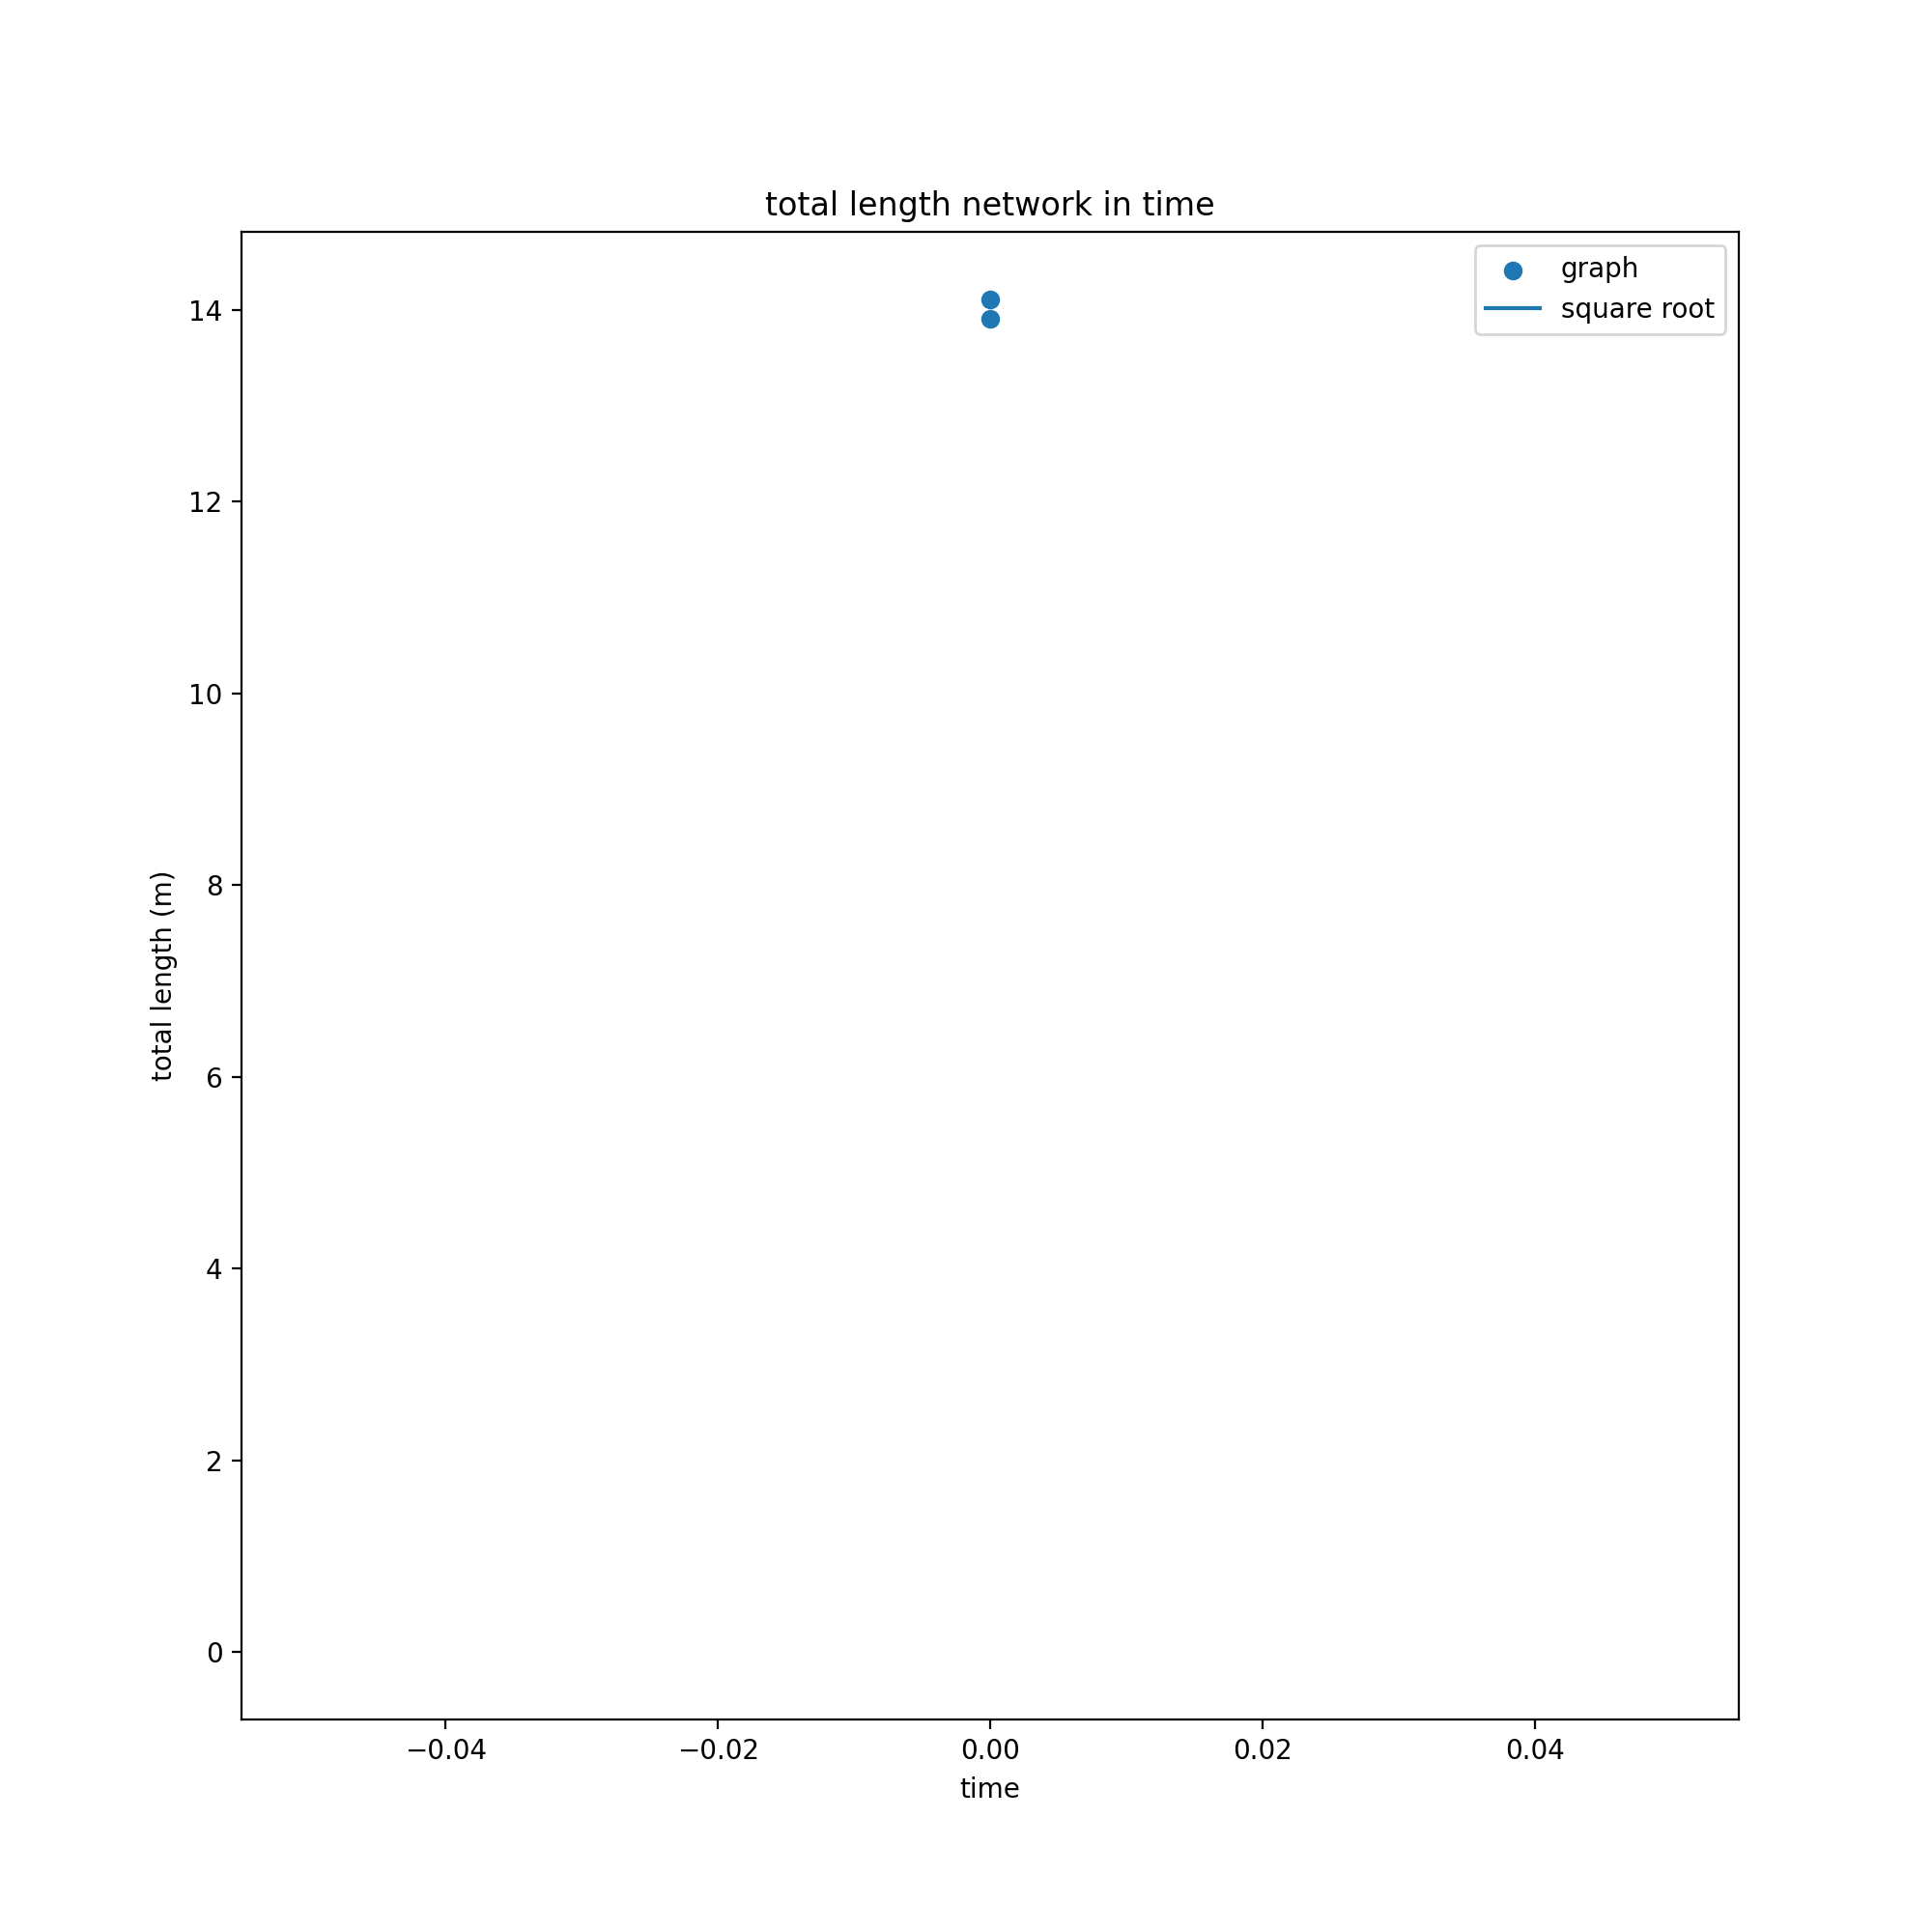 total length network in time
graph
square root
14
12
10
8
6
4
2
0
total length (m)
−0.04 −0.02 0.00 0.02 0.04
time